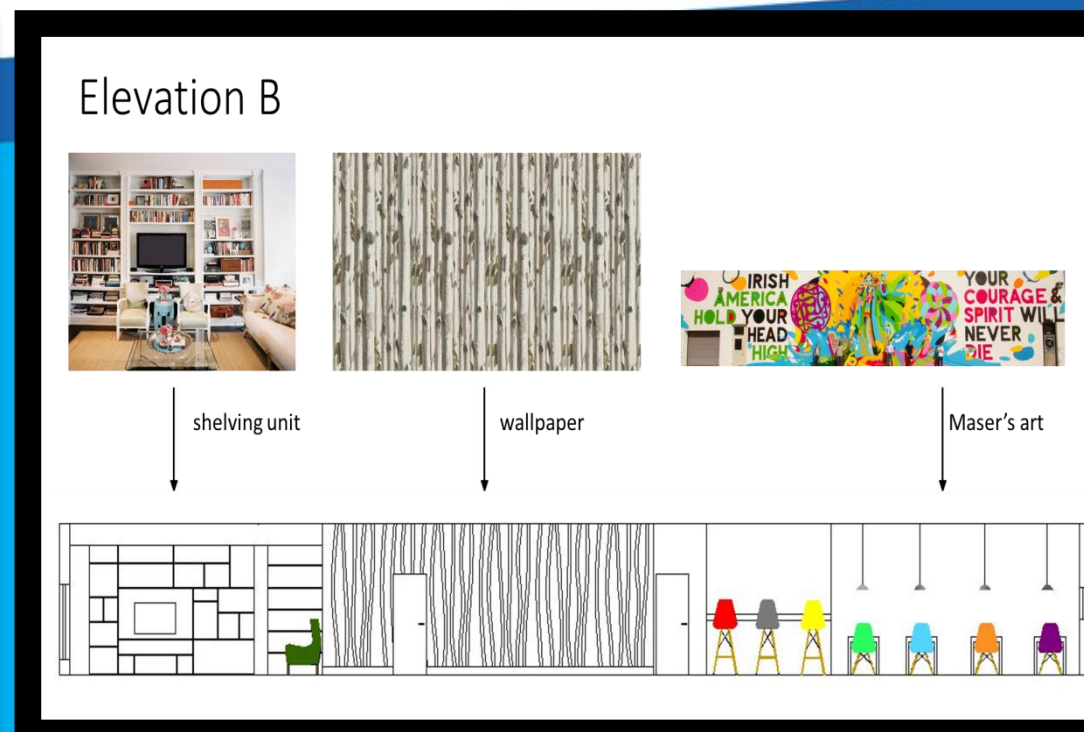 Elevation B
IRISH
AMERICA
HOLD YOUR
HEAD
HIGH
YOUR
COURAGE &
SPIRIT WILL
NEVER
DIE
shelving unit
wallpaper
Maser's art